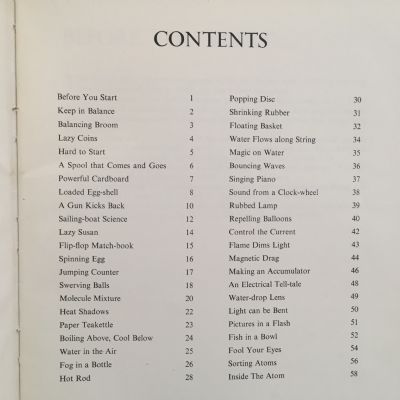 CONTENTS
Before You Start 1
Keep in Balance 2
Balancing Broom 3
Lazy Coins 4
Hard to Start 5
A Spool that Comes and Goes 6
Powerful Cardboard 7
Loaded Egg-shell 8
A Gun Kicks Back 10
Sailing-boat Science 12
Lazy Susan 14
Flip-flop Match-book 15
Spinning Egg 16
Jumping Counter 17
Swerving Balls 18
Molecule Mixture 20
Heat Shadows 22
Paper Teakettle 23
Boiling Above, Cool Below 24
Water in the Air 25
Fog in a Bottle 26
Hot Rod 28
Popping Disc 30
Shrinking Rubber 31
Floating Basket 32
Water Flows along String 34
Magic on Water 35
Bouncing Waves 36
Singing Piano 37
Sound from a Clock-wheel 38
Rubbed Lamp 39
Repelling Balloons 40
Control the Current 42
Flame Dims Light 43
Magnetic Drag 44
Making an Accumulator 46
An Electrical Tell-tale 48
Water-drop Lens 49
Light can be Bent 50
Pictures in a Flash 51
Fish in a Bowl 52
Fool Your Eyes 54
Sorting Atoms 56
Inside The Atom 58